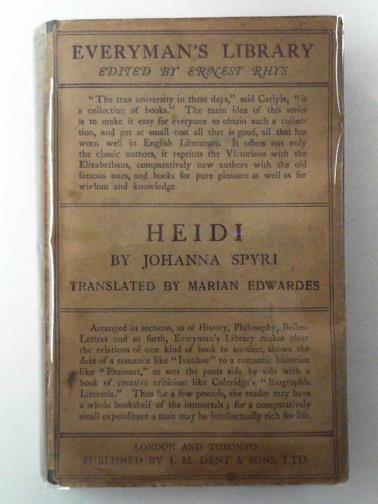 EVERYMAN'S LIBRARY
EDITED BY ERNEST RHYS
"The true university in these days," said Carlyle, "is
a collection of books." The main idea of this series
is to make it easy for everyone to obtain such a collec-
tion, and get at small cost all that is good, all that has
worn well in English Literature. It offers not only
the classic authors, it reprints the Victorians with the
Elizabethans, comparatively new authors with the old
famous ones, and books for pure pleasure as well as for
wisdom and knowledge.
HEIDI
BY JOHANNA SPYRI
TRANSLATED BY MARIAN EDWARDES
Arranged in sections, as of History, Philosophy, Belles-
Lettres and so forth, Everyman's Library makes clear
the relations of one kind of book to another, shows the
debt of a romance like "Ivanhoe" to a romantic historian
like "Froissart," or sets the poets side by side with a
book of creative criticism like Coleridge's "Biographia
Literaria." Thus for a few pounds, the reader may have
a whole bookshelf of the immortals; for a comparatively
small expenditure a man may be intellectually rich for life.
LONDON AND TORONTO
PUBLISHED BY J. M. DENT & SONS, LTD.